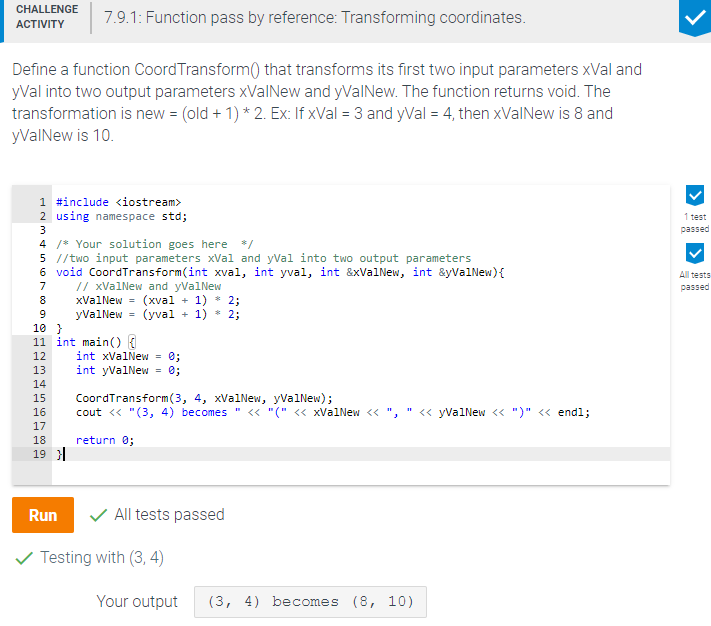 CHALLENGE
ACTIVITY
7.9.1: Function pass by reference: Transforming coordinates.
Define a function CoordTransform() that transforms its first two input parameters xVal and
yVal into two output parameters xValNew and yValNew. The function returns void. The
transformation is new = (old + 1) * 2. Ex: If xVal = 3 and yVal = 4, then xValNew is 8 and
yValNew is 10.
1 #include <iostream>
2 using namespace std;
3
4 /* Your solution goes here  */
5 //two input parameters xVal and yVal into two output parameters
6 void CoordTransform(int xval, int yval, int &xValNew, int &yValNew){
7    // xValNew and yValNew
8    xValNew = (xval + 1) * 2;
9    yValNew = (yval + 1) * 2;
10 }
11 int main() {
12    int xValNew = 0;
13    int yValNew = 0;
14
15    CoordTransform(3, 4, xValNew, yValNew);
16    cout << "(3, 4) becomes " << "(" << xValNew << ", " << yValNew << ")" << endl;
17
18    return 0;
19 }
1 test
passed
All tests
passed
Run
All tests passed
Testing with (3, 4)
Your output
(3, 4) becomes (8, 10)